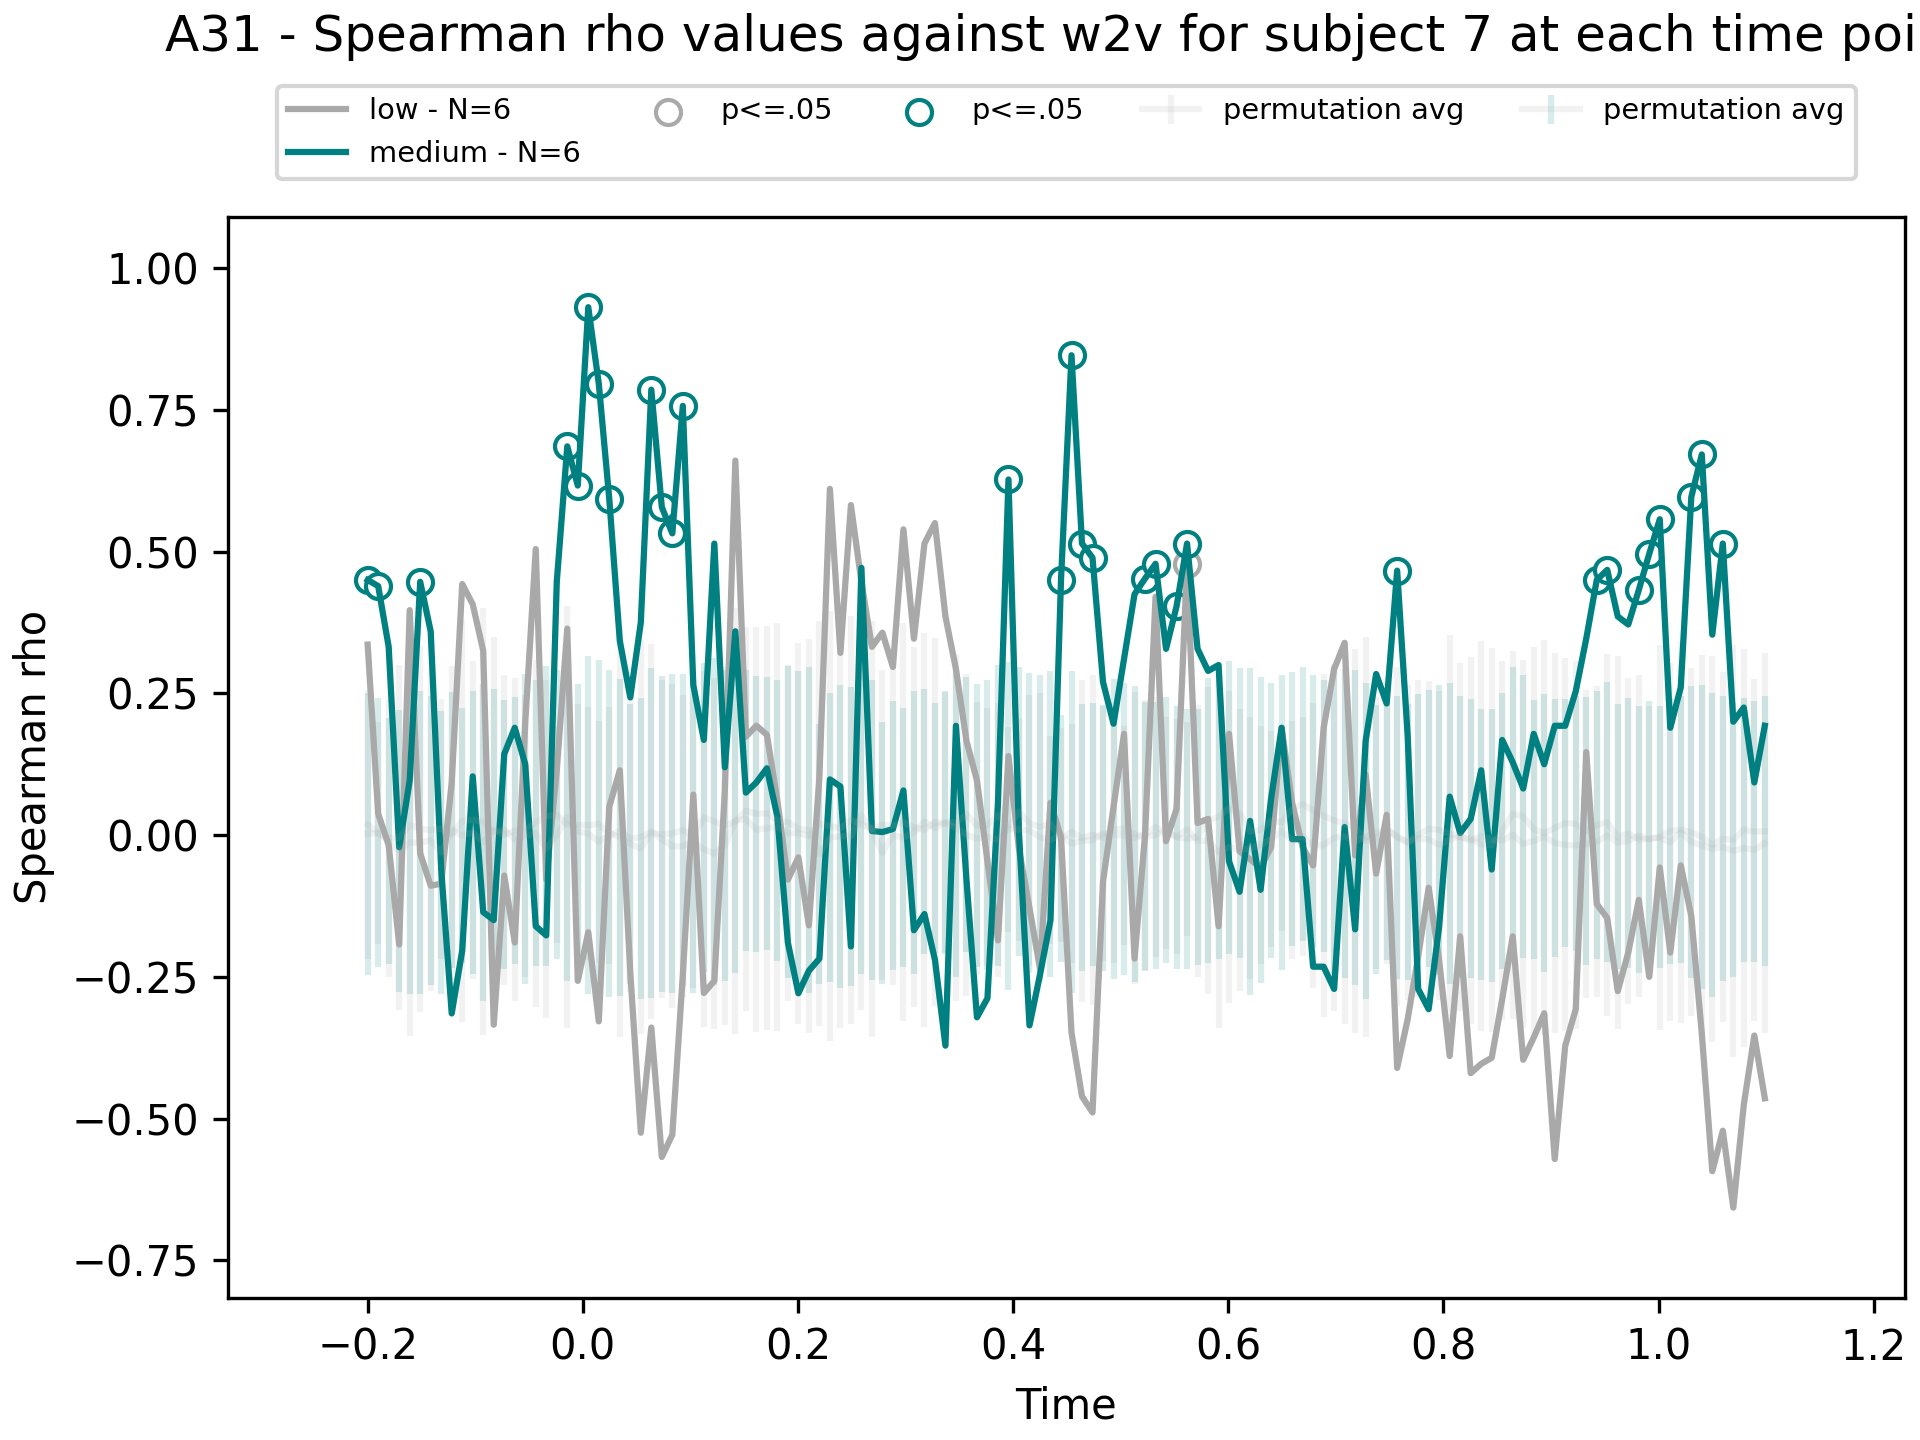 A31 - Spearman rho values against w2v for subject 7 at each time poi
low - N=6
medium - N=6
p<=.05
p<=.05
permutation avg
permutation avg
1.00
0.75
0.50
0.25
0.00
−0.25
−0.50
−0.75
Spearman rho
−0.2 0.0 0.2 0.4 0.6 0.8 1.0 1.2
Time